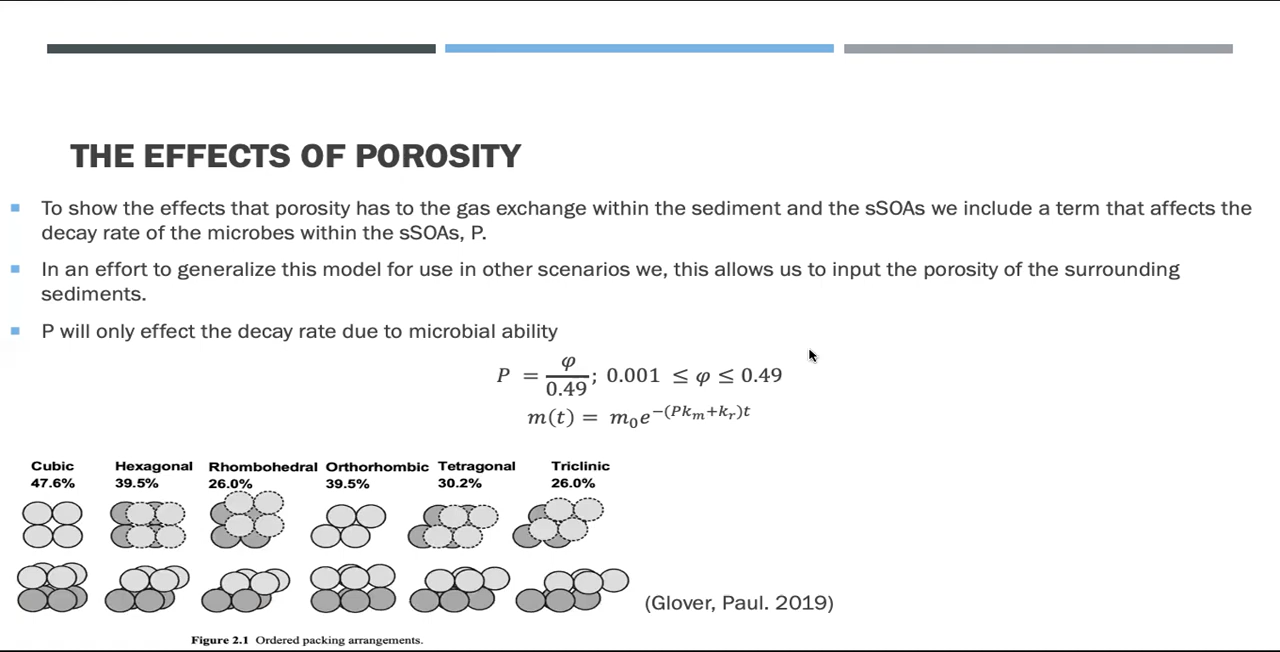 THE EFFECTS OF POROSITY
To show the effects that porosity has to the gas exchange within the sediment and the sSOAs we include a term that affects the
decay rate of the microbes within the sSOAs, P.
In an effort to generalize this model for use in other scenarios we, this allows us to input the porosity of the surrounding
sediments.
P will only effect the decay rate due to microbial ability
P = φ/0.49; 0.001 ≤ φ ≤ 0.49
m(t) = m₀e^−(Pkₘ+kᵣ)t
Cubic Hexagonal Rhombohedral Orthorhombic Tetragonal Triclinic
47.6% 39.5% 26.0% 39.5% 30.2% 26.0%
(Glover, Paul. 2019)
Figure 2.1 Ordered packing arrangements.